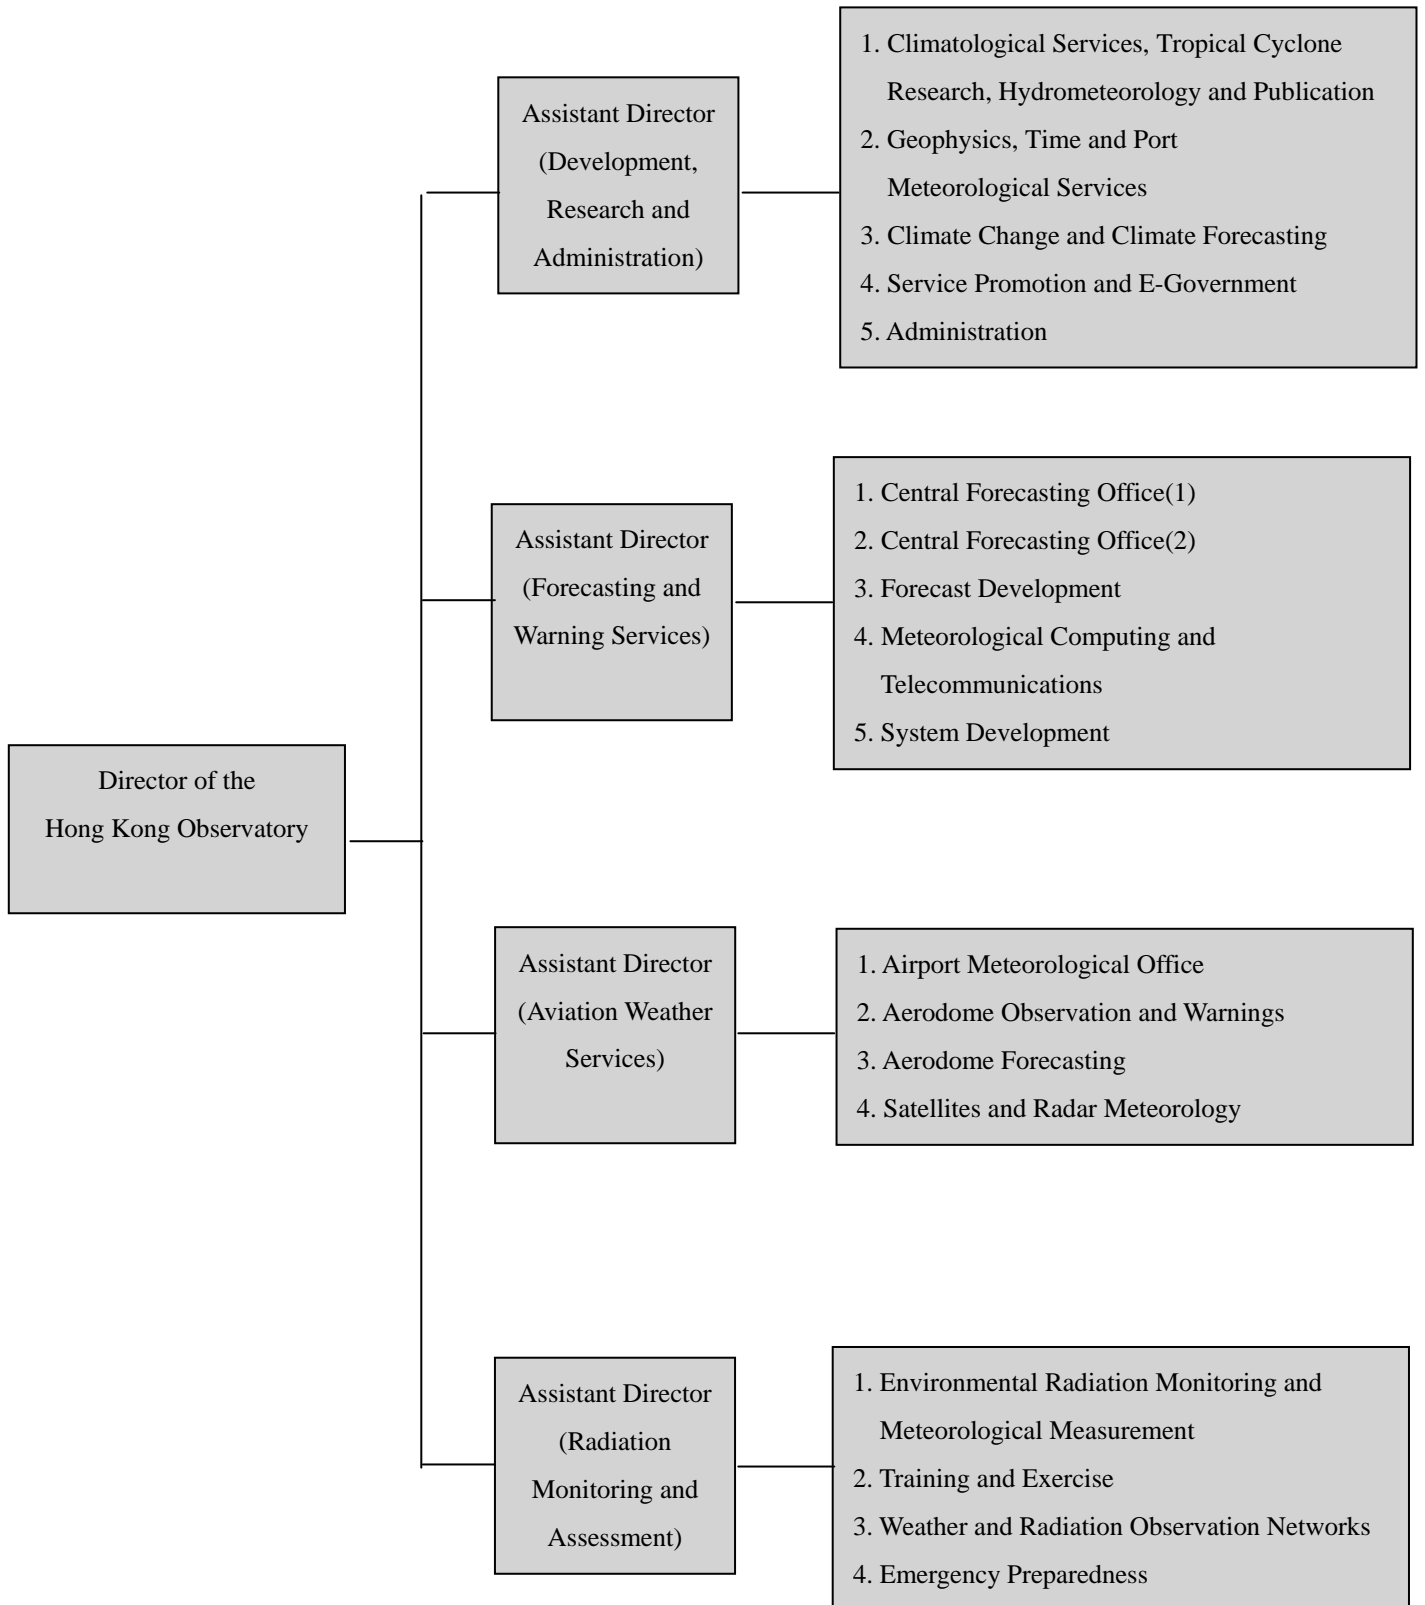 Director of the
Hong Kong Observatory
Assistant Director
(Development,
Research and
Administration)
1. Climatological Services, Tropical Cyclone
Research, Hydrometeorology and Publication
2. Geophysics, Time and Port
Meteorological Services
3. Climate Change and Climate Forecasting
4. Service Promotion and E-Government
5. Administration
Assistant Director
(Forecasting and
Warning Services)
1. Central Forecasting Office(1)
2. Central Forecasting Office(2)
3. Forecast Development
4. Meteorological Computing and
Telecommunications
5. System Development
Assistant Director
(Aviation Weather
Services)
1. Airport Meteorological Office
2. Aerodome Observation and Warnings
3. Aerodome Forecasting
4. Satellites and Radar Meteorology
Assistant Director
(Radiation
Monitoring and
Assessment)
1. Environmental Radiation Monitoring and
Meteorological Measurement
2. Training and Exercise
3. Weather and Radiation Observation Networks
4. Emergency Preparedness